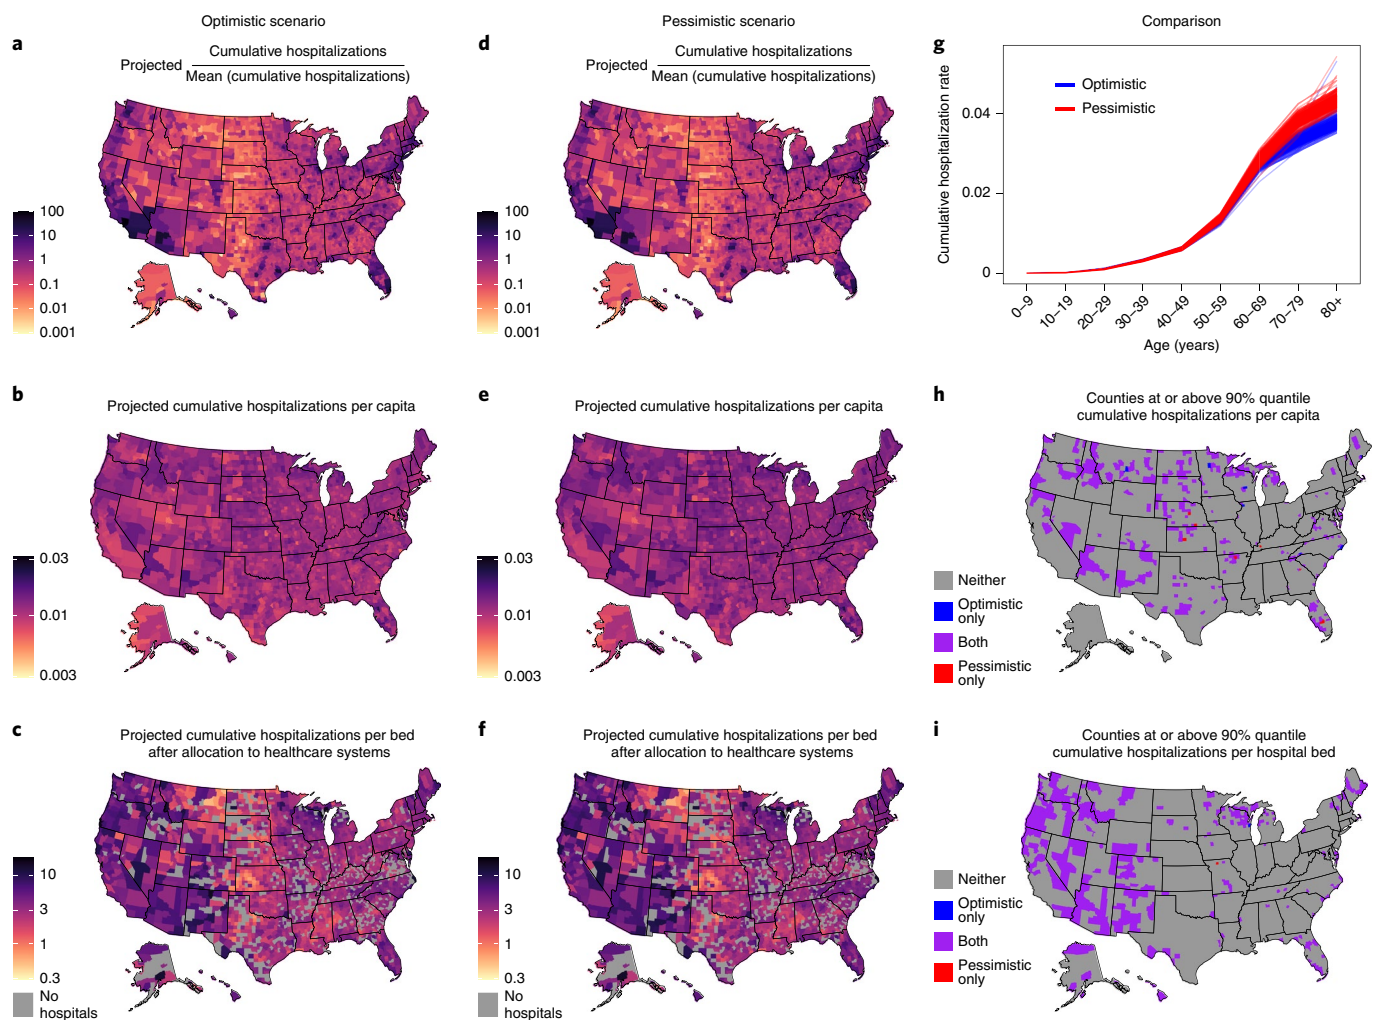 Optimistic scenario
Pessimistic scenario
Comparison
a
Projected
Cumulative hospitalizations
Mean (cumulative hospitalizations)
100
10
1
0.1
0.01
0.001
d
Projected
Cumulative hospitalizations
Mean (cumulative hospitalizations)
100
10
1
0.1
0.01
0.001
g
Cumulative hospitalization rate
0.04
0.02
0
Optimistic
Pessimistic
0–9
10–19
20–29
30–39
40–49
50–59
60–69
70–79
80+
Age (years)
b
Projected cumulative hospitalizations per capita
0.03
0.01
0.003
e
Projected cumulative hospitalizations per capita
0.03
0.01
0.003
h
Counties at or above 90% quantile
cumulative hospitalizations per capita
Neither
Optimistic
only
Both
Pessimistic
only
c
Projected cumulative hospitalizations per bed
after allocation to healthcare systems
10
3
1
0.3
No
hospitals
f
Projected cumulative hospitalizations per bed
after allocation to healthcare systems
10
3
1
0.3
No
hospitals
i
Counties at or above 90% quantile
cumulative hospitalizations per hospital bed
Neither
Optimistic
only
Both
Pessimistic
only